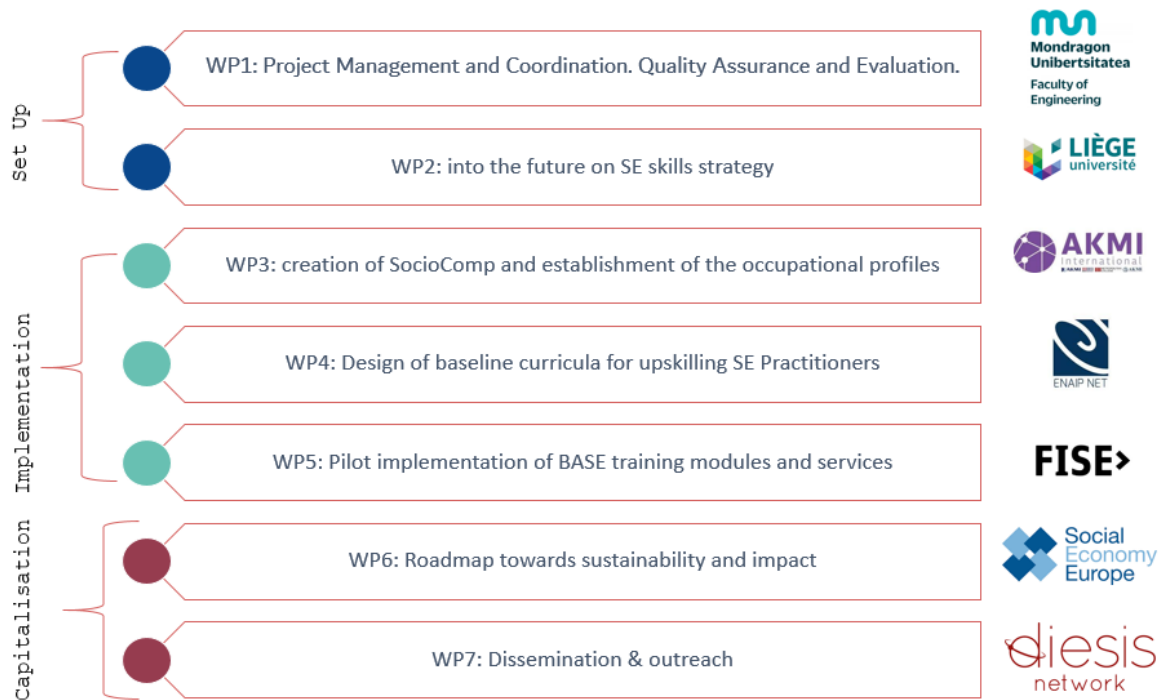 Set Up
WP1: Project Management and Coordination. Quality Assurance and Evaluation.
Mondragon
Unibertsitatea
Faculty of
Engineering
WP2: into the future on SE skills strategy
LIÈGE
université
Implementation
WP3: creation of SocioComp and establishment of the occupational profiles
AKMI
International
WP4: Design of baseline curricula for upskilling SE Practitioners
ENAIP NET
WP5: Pilot implementation of BASE training modules and services
FISE>
Capitalisation
WP6: Roadmap towards sustainability and impact
Social
Economy
Europe
WP7: Dissemination & outreach
diesis
network